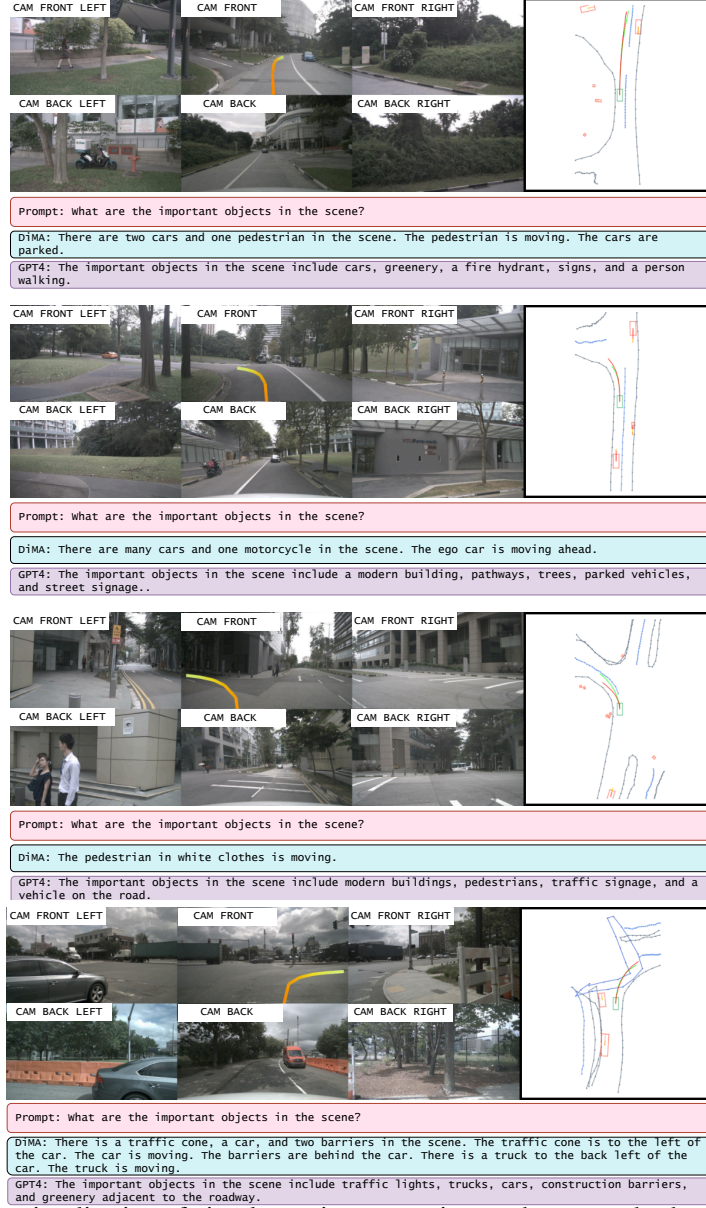 CAM FRONT LEFT CAM FRONT CAM FRONT RIGHT
CAM BACK LEFT CAM BACK CAM BACK RIGHT
Prompt: What are the important objects in the scene?
DiMA: There are two cars and one pedestrian in the scene. The pedestrian is moving. The cars are
parked.
GPT4: The important objects in the scene include cars, greenery, a fire hydrant, signs, and a person
walking.
CAM FRONT LEFT CAM FRONT CAM FRONT RIGHT
CAM BACK LEFT CAM BACK CAM BACK RIGHT
Prompt: What are the important objects in the scene?
DiMA: There are many cars and one motorcycle in the scene. The ego car is moving ahead.
GPT4: The important objects in the scene include a modern building, pathways, trees, parked vehicles,
and street signage..
CAM FRONT LEFT CAM FRONT CAM FRONT RIGHT
CAM BACK LEFT CAM BACK CAM BACK RIGHT
Prompt: What are the important objects in the scene?
DiMA: The pedestrian in white clothes is moving.
GPT4: The important objects in the scene include modern buildings, pedestrians, traffic signage, and a
vehicle on the road.
CAM FRONT LEFT CAM FRONT CAM FRONT RIGHT
CAM BACK LEFT CAM BACK CAM BACK RIGHT
Prompt: What are the important objects in the scene?
DiMA: There is a traffic cone, a car, and two barriers in the scene. The traffic cone is to the left of
the car. The car is moving. The barriers are behind the car. There is a truck to the back left of the
car. The truck is moving.
GPT4: The important objects in the scene include traffic lights, trucks, cars, construction barriers,
and greenery adjacent to the roadway.